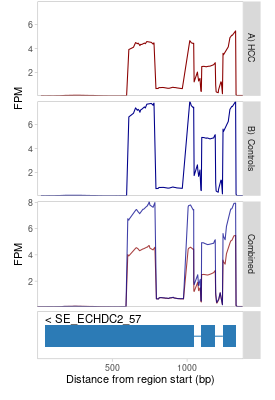 6
4
2
FPM
A) HCC
6
4
2
B) Controls
8
6
4
2
FPM
Combined
< SE_ECHDC2_57
500
1000
Distance from region start (bp)